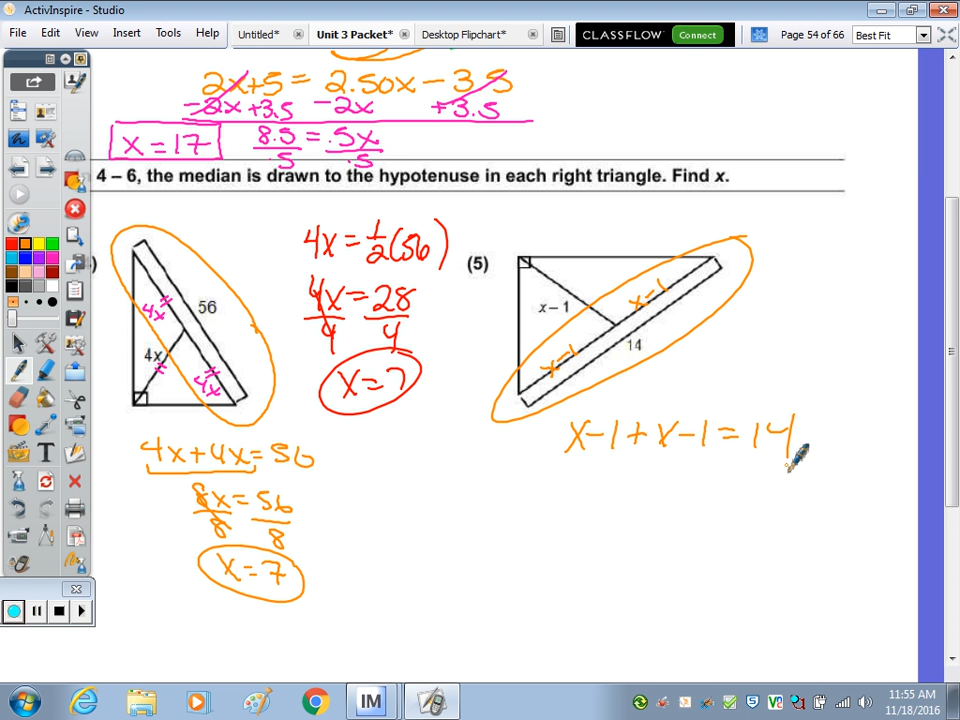 ActivInspire - Studio
File Edit View Insert Tools Help
Untitled* Unit 3 Packet* Desktop Flipchart*
CLASSFLOW Connect
Page 54 of 66 Best Fit
2x+5 = 2.50x - 3.5
-2x+3.5 -2x +3.5
x = 17 8.5 = .5x
.5 .5
4 – 6, the median is drawn to the hypotenuse in each right triangle. Find x.
)
4x
56
4x
4x
4x = 1/2(56)
4x = 28
4 4
x = 7
(5)
x – 1
x-1
x-1
14
x-1+x-1=14
4x+4x=56
8x=56
8 8
x=7
IM
11:55 AM
11/18/2016